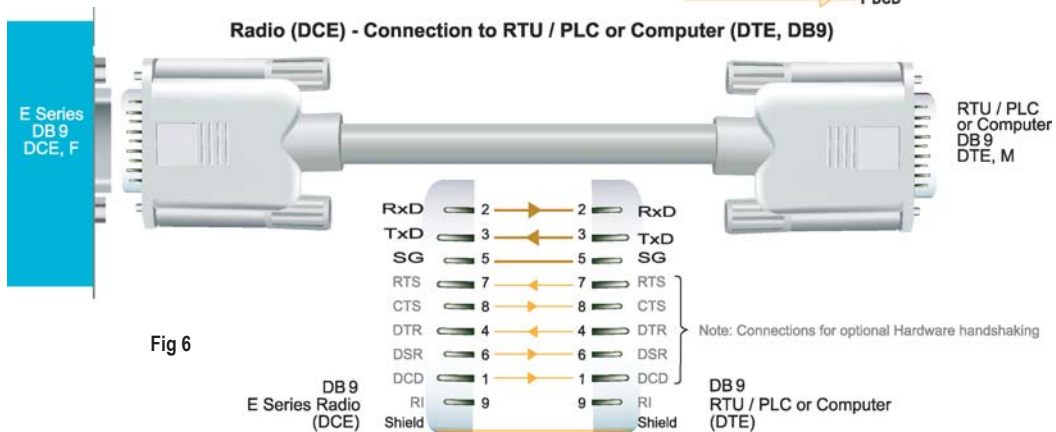 Radio (DCE) - Connection to RTU / PLC or Computer (DTE, DB9)
E Series
DB 9
DCE, F
RTU / PLC
or Computer
DB 9
DTE, M
RxD 2 2 RxD
TxD 3 3 TxD
SG 5 5 SG
RTS 7 7 RTS
CTS 8 8 CTS
DTR 4 4 DTR
DSR 6 6 DSR
DCD 1 1 DCD
RI 9 9 RI
Shield Shield
Note: Connections for optional Hardware handshaking
Fig 6
DB 9
E Series Radio
(DCE)
DB 9
RTU / PLC or Computer
(DTE)